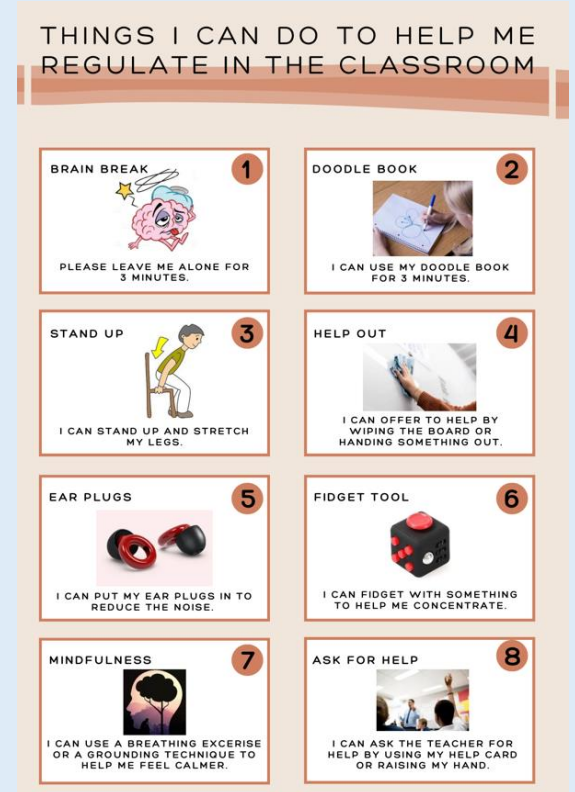 THINGS I CAN DO TO HELP ME
REGULATE IN THE CLASSROOM
BRAIN BREAK
1
PLEASE LEAVE ME ALONE FOR
3 MINUTES.
DOODLE BOOK
2
I CAN USE MY DOODLE BOOK
FOR 3 MINUTES.
STAND UP
3
I CAN STAND UP AND STRETCH
MY LEGS.
HELP OUT
4
I CAN OFFER TO HELP BY
WIPING THE BOARD OR
HANDING SOMETHING OUT.
EAR PLUGS
5
I CAN PUT MY EAR PLUGS IN TO
REDUCE THE NOISE.
FIDGET TOOL
6
I CAN FIDGET WITH SOMETHING
TO HELP ME CONCENTRATE.
MINDFULNESS
7
I CAN USE A BREATHING EXCERISE
OR A GROUNDING TECHNIQUE TO
HELP ME FEEL CALMER.
ASK FOR HELP
8
I CAN ASK THE TEACHER FOR
HELP BY USING MY HELP CARD
OR RAISING MY HAND.